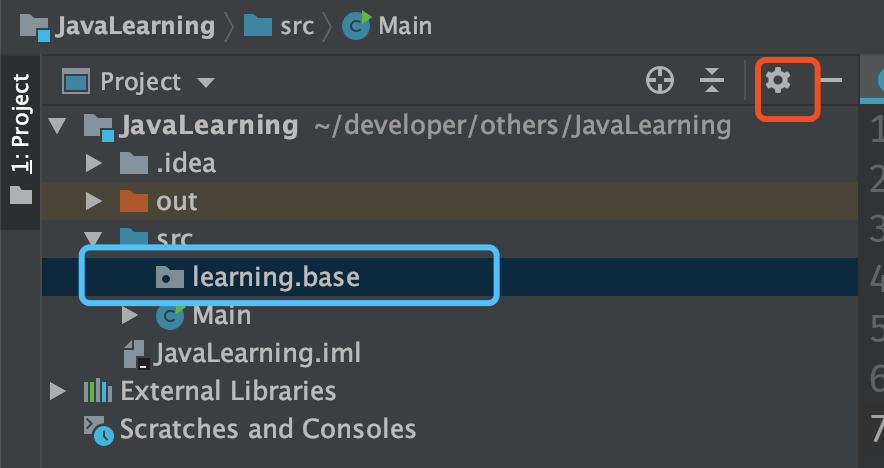 JavaLearning src Main
1: Project
Project
JavaLearning ~/developer/others/JavaLearning
.idea
out
src
learning.base
Main
JavaLearning.iml
External Libraries
Scratches and Consoles
1
2
3
4
5
6
7